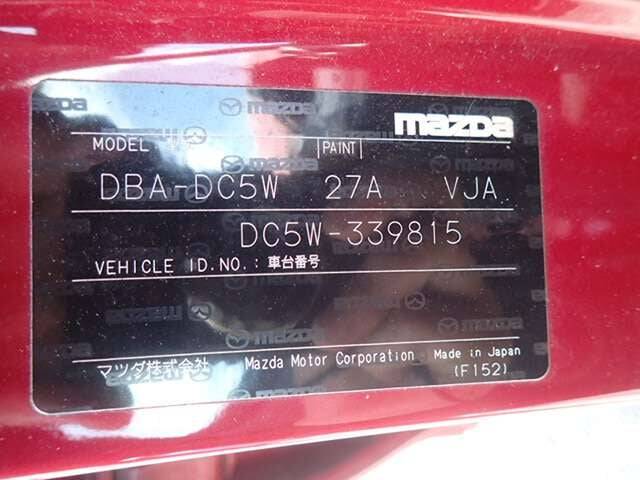 mazda
MODEL PAINT
DBA-DC5W 27A VJA
DC5W-339815
VEHICLE ID.NO.:車台番号
マツダ株式会社 Mazda Motor Corporation Made in Japan
(F152)